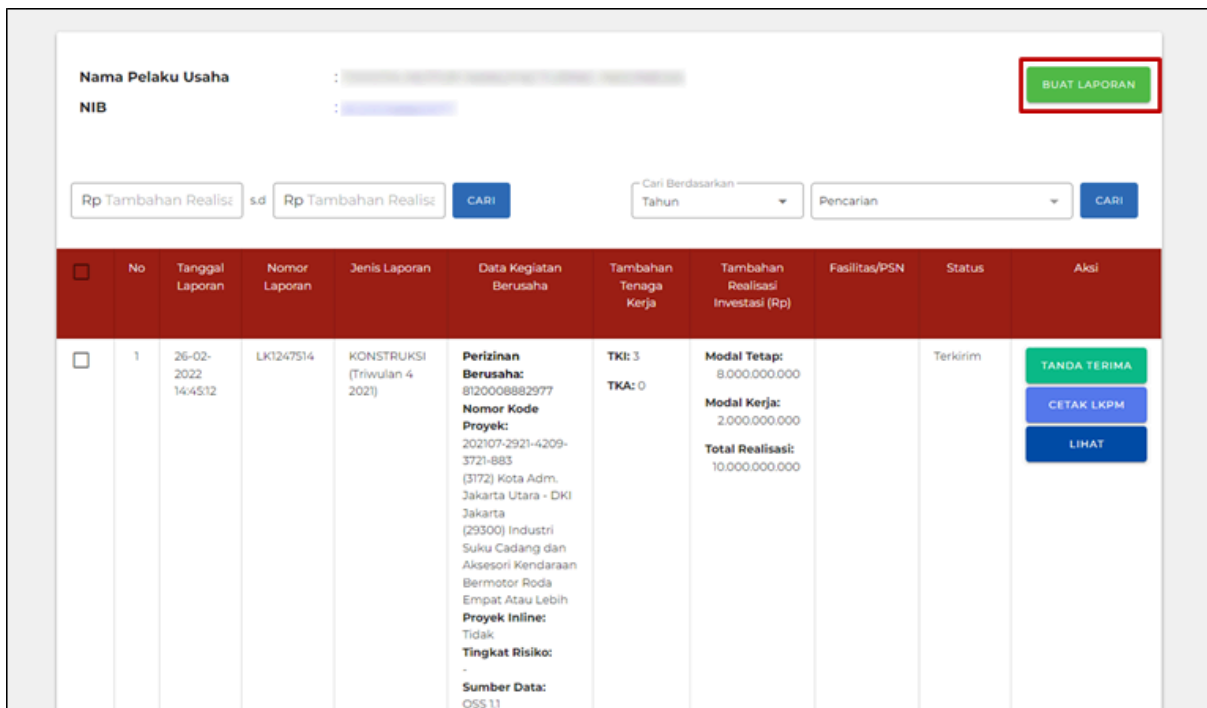 Nama Pelaku Usaha :
BUAT LAPORAN
NIB :
Rp Tambahan Realisa s.d Rp Tambahan Realisa CARI
Cari Berdasarkan
Tahun
Pencarian
CARI
No
Tanggal
Laporan
Nomor
Laporan
Jenis Laporan
Data Kegiatan
Berusaha
Tambahan
Tenaga
Kerja
Tambahan
Realisasi
Investasi (Rp)
Fasilitas/PSN
Status
Aksi
1
26-02-
2022
14:45:12
LK1247514
KONSTRUKSI
(Triwulan 4
2021)
Perizinan
Berusaha:
8120008882977
Nomor Kode
Proyek:
202107-2921-4209-
3721-883
(3172) Kota Adm.
Jakarta Utara - DKI
Jakarta
(29300) Industri
Suku Cadang dan
Aksesori Kendaraan
Bermotor Roda
Empat Atau Lebih
Proyek Inline:
Tidak
Tingkat Risiko:
-
Sumber Data:
OSS 1.1
TKI: 3
TKA: 0
Modal Tetap:
8.000.000.000
Modal Kerja:
2.000.000.000
Total Realisasi:
10.000.000.000
Terkirim
TANDA TERIMA
CETAK LKPM
LIHAT